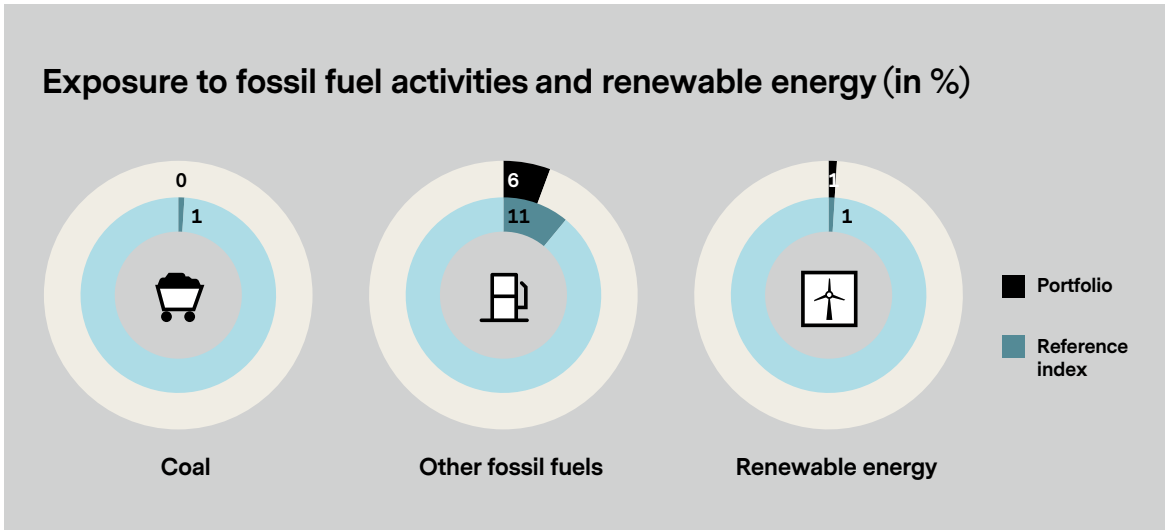 Exposure to fossil fuel activities and renewable energy (in %)
0
1
6
11
1
1
Portfolio
Reference
index
Coal
Other fossil fuels
Renewable energy